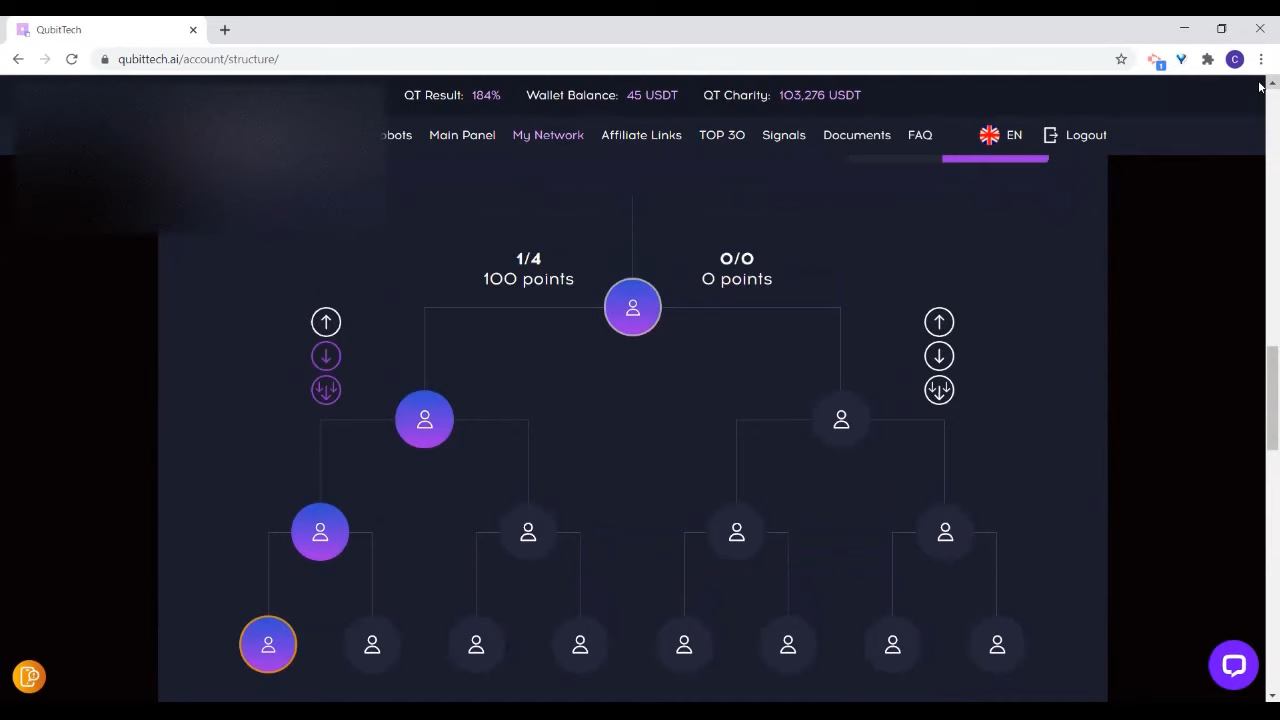 QubitTech
qubittech.ai/account/structure/
1
C
QT Result: 184% Wallet Balance: 45 USDT QT Charity: 103,276 USDT
obots Main Panel My Network Affiliate Links TOP 30 Signals Documents FAQ EN Logout
1/4
100 points
0/0
0 points